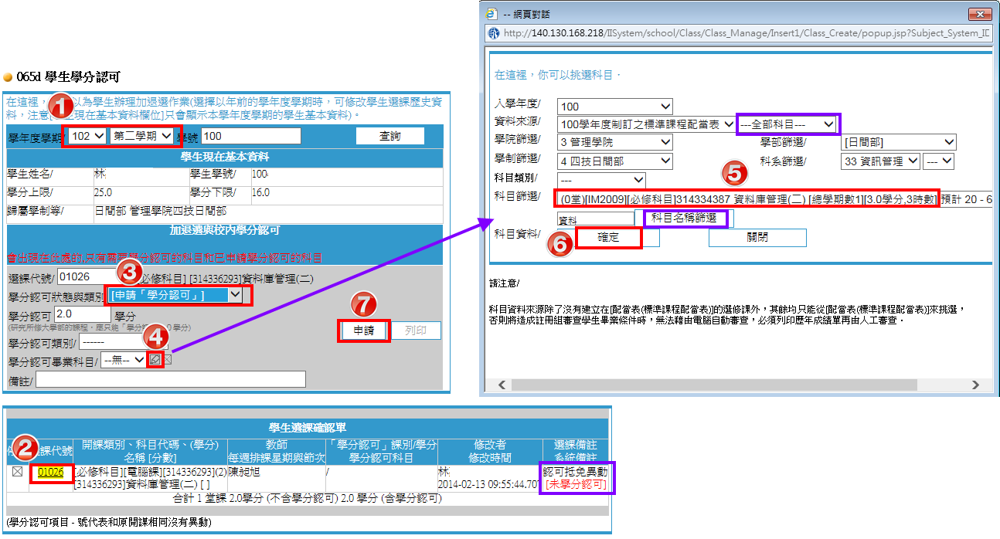 065d 學生學分認可
在這裡，
以為學生辦理加退選作業(選擇以年前的學年度學期時，可修改學生選課歷史資
料，注意[
生現在基本資料欄位]只會顯示本學年度學期的學生基本資料)。
1
學年度學期/ 102 第二學期 學號 100 查詢
學生現在基本資料
學生姓名/ 林 學生學號/ 100
學分上限/ 25.0 學分下限/ 16.0
歸屬學制等/ 日間部 管理學院四技日間部
加退選與校內學分認可
會出現在此處的,只有需要學分認可的科目和已申請學分認可的科目
3
選課代號/ 01026 必修科目] [314336293]資料庫管理(二)
學分認可狀態與類別 [申請「學分認可」]
學分認可 2.0 學分
(研究所修大學部的課程，應只能「學分 0 學分)
7
申請 列印
4
學分認可類別/ ------
學分認可畢業科目/ --無--
備註/
-- 網頁對話
http://140.130.168.218/IISystem/school/Class/Class_Manage/Insert1/Class_Create/popup.jsp?Subject_System_ID
在這裡，你可以挑選科目．
入學年度/ 100
資料來源/ 100學年度制訂之標準課程配當表 ---全部科目---
學院篩選/ 3 管理學院 學部篩選/ [日間部]
學制篩選/ 4 四技日間部 科系篩選/ 33 資訊管理 ---
科目類別/ ---
5
科目篩選/ (0堂)[IM2009][必修科目]314334387 資料庫管理(二) [總學期數1][3.0學分,3時數] 預計 20 - 6
資料 科目名稱篩選
科目資料/ 6 確定 關閉
請注意/
科目資料來源除了沒有建立在[配當表(標準課程配當表)]的選修課外，其餘均只能從[配當表(標準課程配當表)]來挑選，
否則將造成註冊組審查學生畢業條件時，無法藉由電腦自動審查，必須列印歷年成績單再由人工審查．
學生選課確認單
2
課代號 開課類別、科目代碼、(學分) 名稱 [分數] 教師 每週排課星期與節次 「學分認可」課別/學分 學分認可科目 修改者 修改時間 選課備註 系統備註
01026 [必修科目][電腦課][314336293](2) 陳昶旭 / 林 認可抵免異動
[314336293]資料庫管理(二) [ ] 2014-02-13 09:55:44.707 [未學分認可]
合計 1 堂課 2.0學分 (不含學分認可) 2.0 學分 (含學分認可)
(學分認可項目 - 號代表和原開課相同沒有異動)